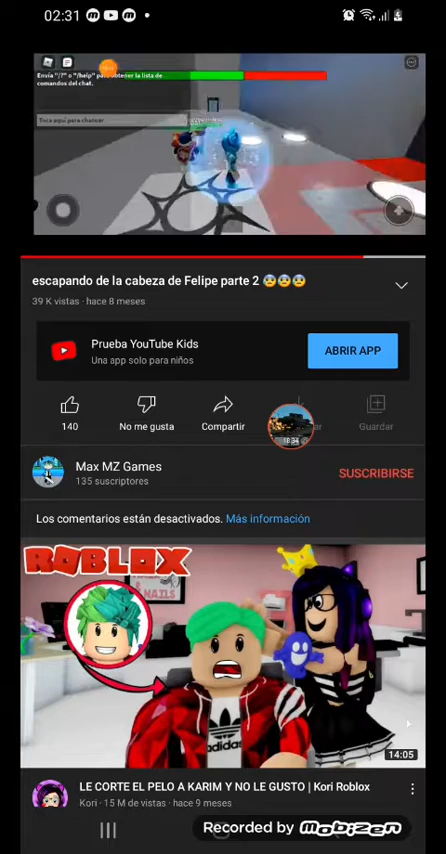 02:31
Envía "/?" o "/help" para obtener la lista de
comandos del chat.
Toca aquí para chatear
escapando de la cabeza de Felipe parte 2 😰😰😰
39 K vistas · hace 8 meses
Prueba YouTube Kids
Una app solo para niños
ABRIR APP
140
No me gusta
Compartir
Guardar
18:34
Max MZ Games
135 suscriptores
SUSCRIBIRSE
Los comentarios están desactivados. Más información
ROBLOX
& NAILS
adidas
14:05
LE CORTE EL PELO A KARIM Y NO LE GUSTO | Kori Roblox
Kori · 15 M de vistas · hace 9 meses
Recorded by mobizen